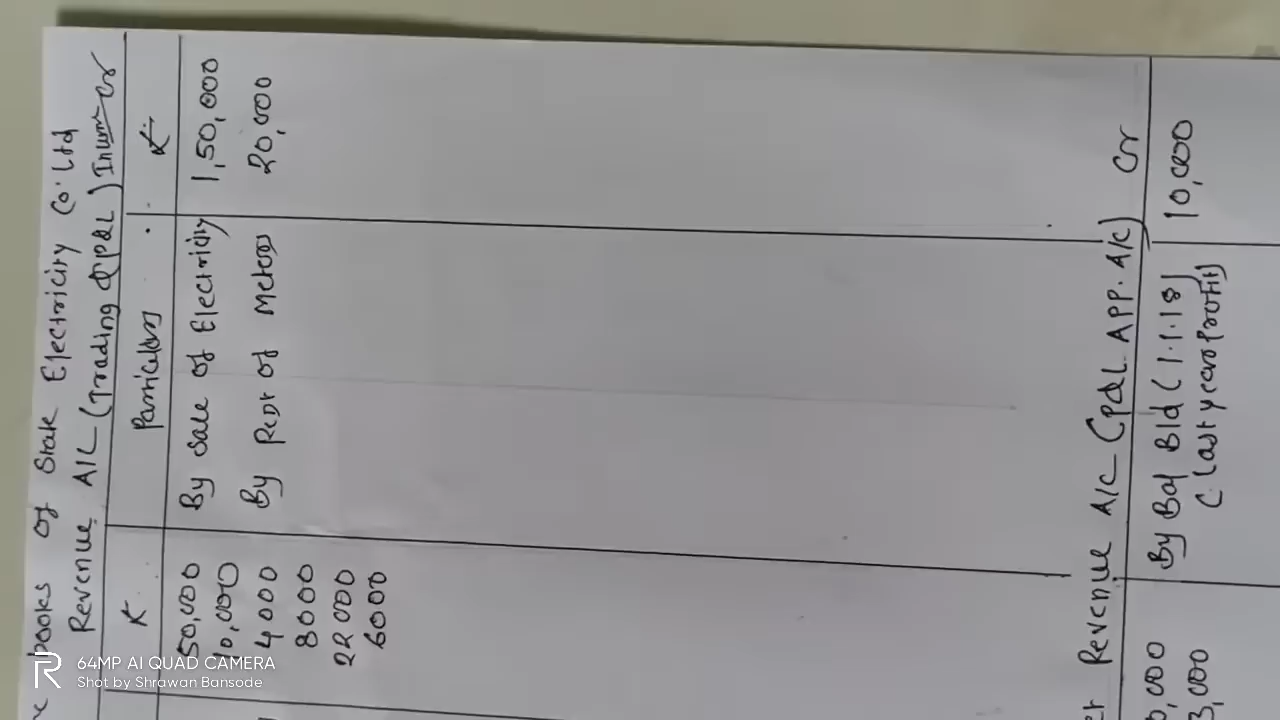 books of State Electricity Co. Ltd
Revenue A/C (Trading & P&L) Cr
Particulars
By Sale of Electricity 1,50,000
By Rent of Meters 20,000
50,000
10,000
4000
8000
22000
6000
Revenue A/C (P&L APP. A/C) Cr
By Bal B/d (1.1.18) 10,000
(Last year Profit)
0,000
3,000
64MP AI QUAD CAMERA
Shot by Shrawan Bansode